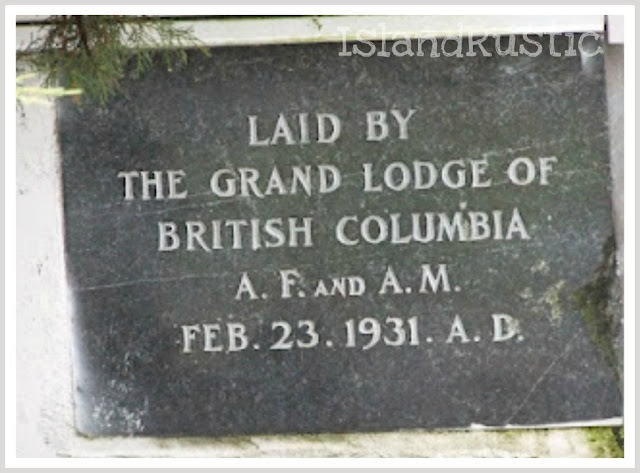 IslandRustic
LAID BY
THE GRAND LODGE OF
BRITISH COLUMBIA
A. F. AND A. M.
FEB. 23. 1931. A. D.